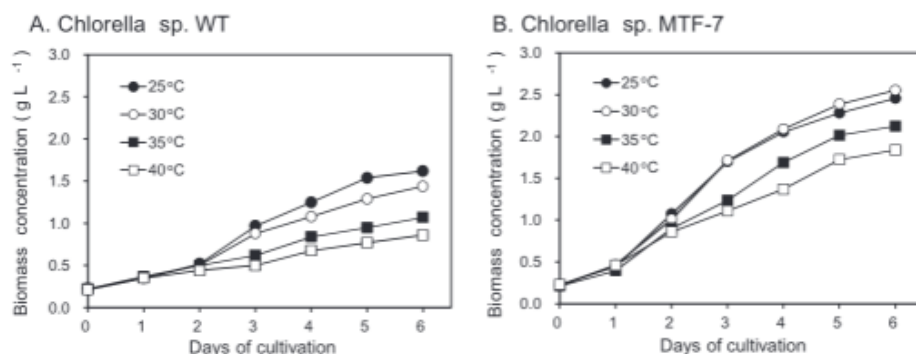 A. Chlorella sp. WT
Biomass concentration ( g L -1 )
3.0
2.5
2.0
1.5
1.0
0.5
0.0
25°C
30°C
35°C
40°C
0 1 2 3 4 5 6
Days of cultivation
B. Chlorella sp. MTF-7
Biomass concentration ( g L -1 )
3.0
2.5
2.0
1.5
1.0
0.5
0.0
25°C
30°C
35°C
40°C
0 1 2 3 4 5 6
Days of cultivation